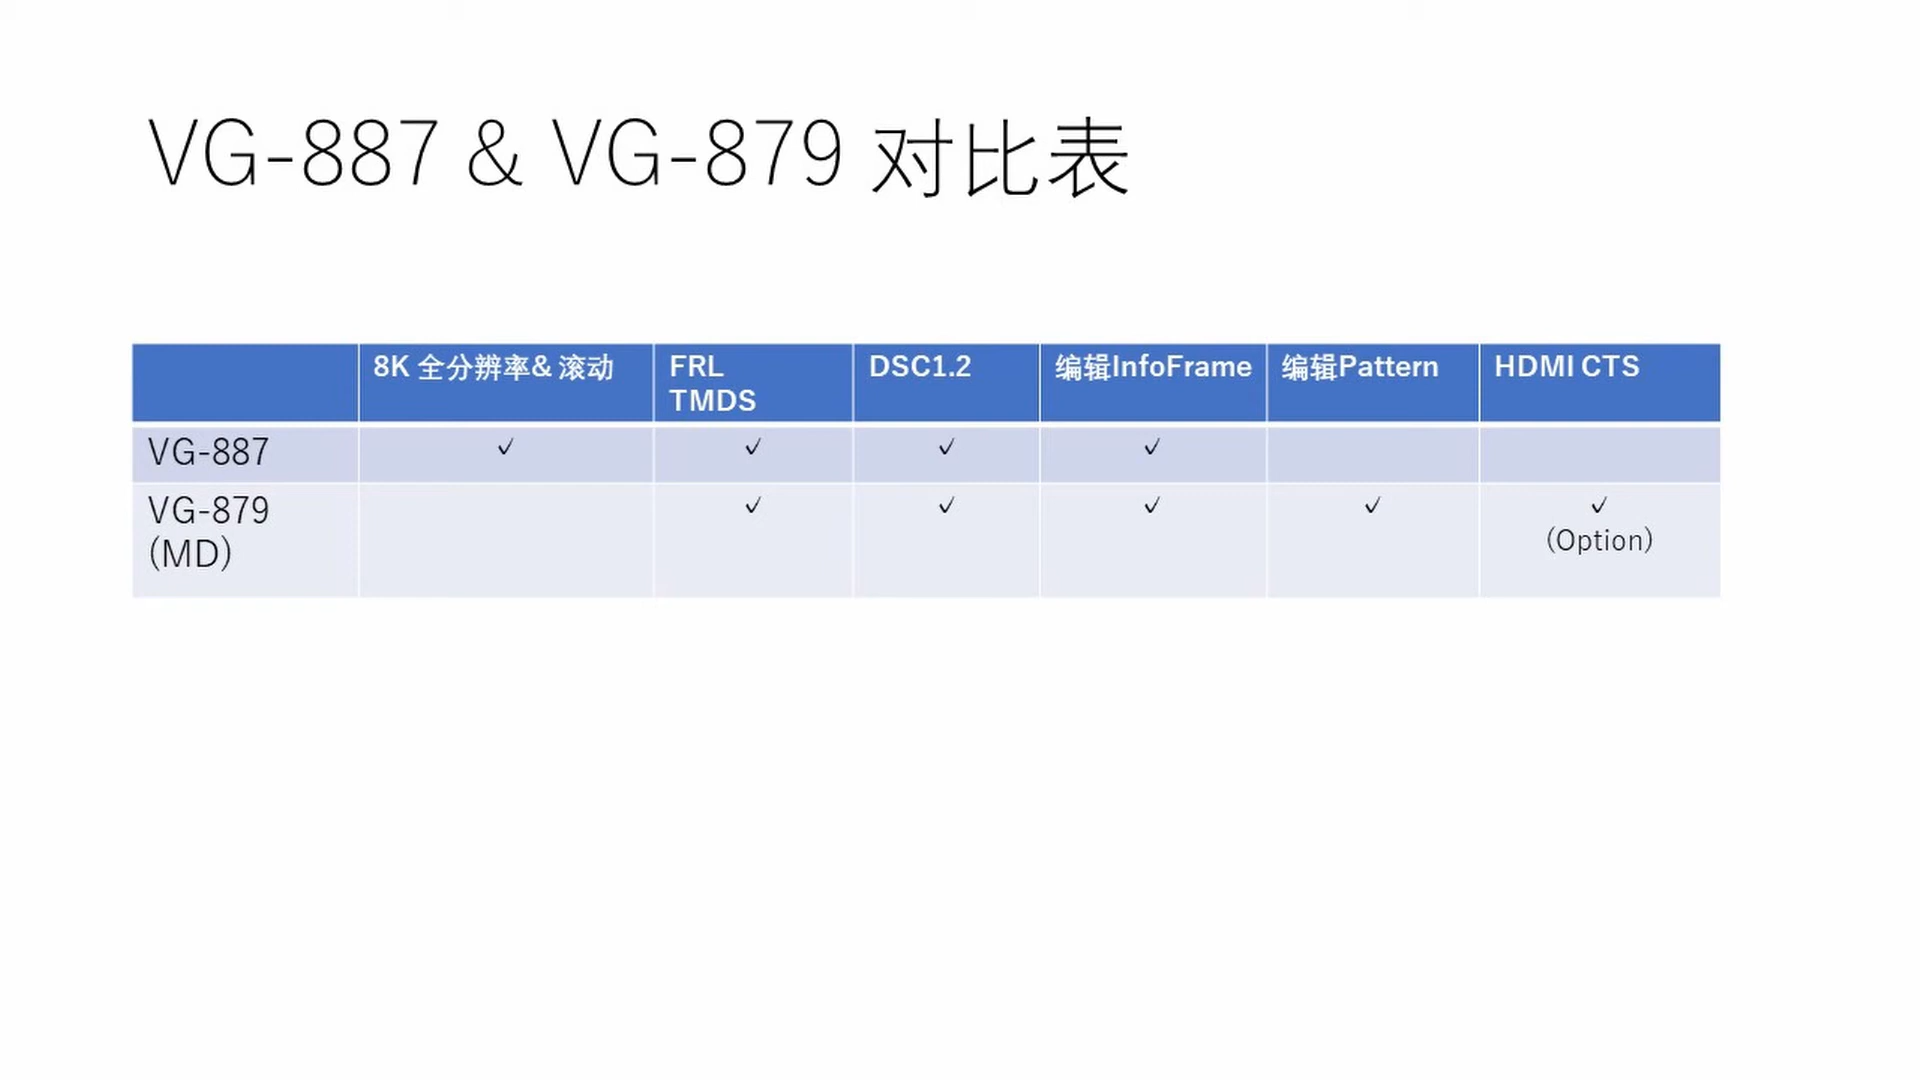 VG-887 & VG-879 对比表
8K 全分辨率& 滚动 FRL TMDS DSC1.2 编辑InfoFrame 编辑Pattern HDMI CTS
VG-887 ✓ ✓ ✓ ✓
VG-879 (MD) ✓ ✓ ✓ ✓ ✓ (Option)